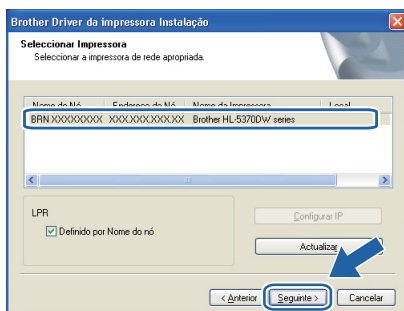 Brother Driver da impressora Instalação
Seleccionar Impressora
Seleccionar a impressora de rede apropriada.
Nome do Nó Endereço do Nó Nome da Impressora Local
BRN XXXXXXXXX XXX.XXX.XXX.XX Brother HL-5370DW series
LPR
Definido por Nome do nó
Configurar IP
Actualizar
< Anterior Seguinte > Cancelar